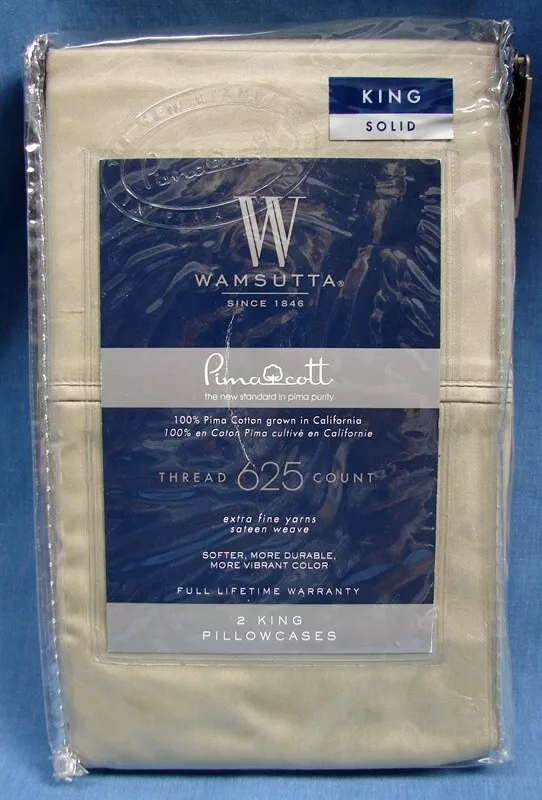 KING
SOLID
W
WAMSUTTA®
SINCE 1846
Pimacott
the new standard in pima purity
100% Pima Cotton grown in California
100% en Coton Pima cultivé en Californie
THREAD 625 COUNT
extra fine yarns
sateen weave
SOFTER, MORE DURABLE,
MORE VIBRANT COLOR
FULL LIFETIME WARRANTY
2 KING
PILLOWCASES